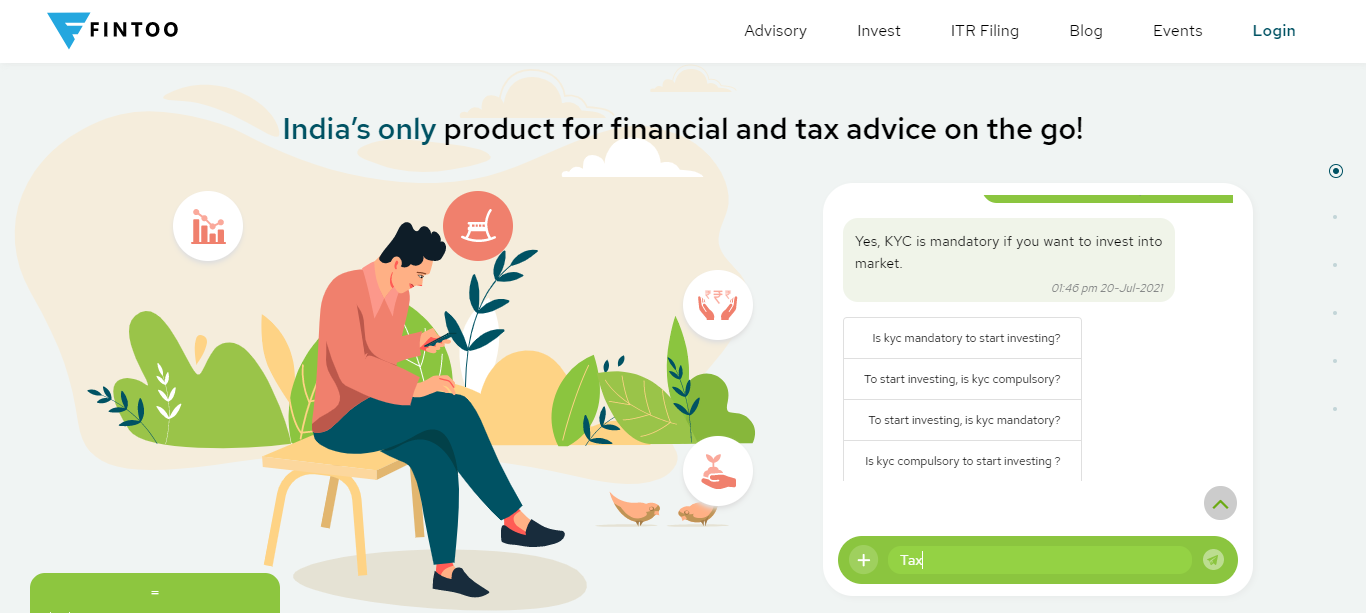 FINTOO
Advisory
Invest
ITR Filing
Blog
Events
Login
India's only product for financial and tax advice on the go!
Yes, KYC is mandatory if you want to invest into
market.
01:46 pm 20-Jul-2021
Is kyc mandatory to start investing?
To start investing, is kyc compulsory?
To start investing, is kyc mandatory?
Is kyc compulsory to start investing ?
Tax